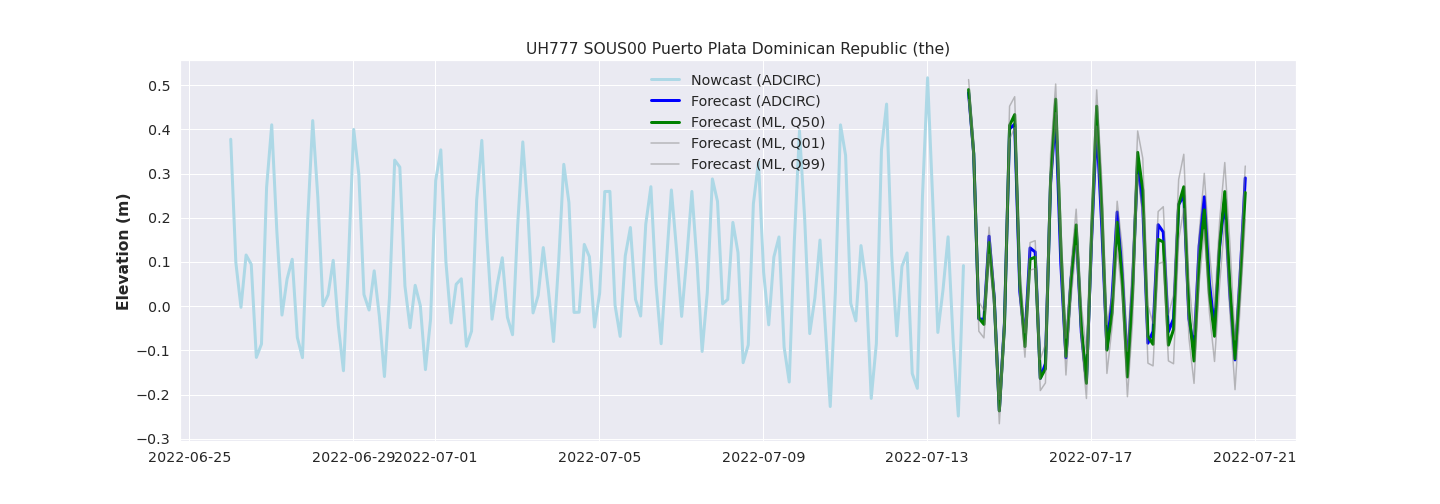 UH777 SOUS00 Puerto Plata Dominican Republic (the)
Nowcast (ADCIRC)
Forecast (ADCIRC)
Forecast (ML, Q50)
Forecast (ML, Q01)
Forecast (ML, Q99)
Elevation (m)
0.5
0.4
0.3
0.2
0.1
0.0
−0.1
−0.2
−0.3
2022-06-25 2022-06-29 2022-07-01 2022-07-05 2022-07-09 2022-07-13 2022-07-17 2022-07-21